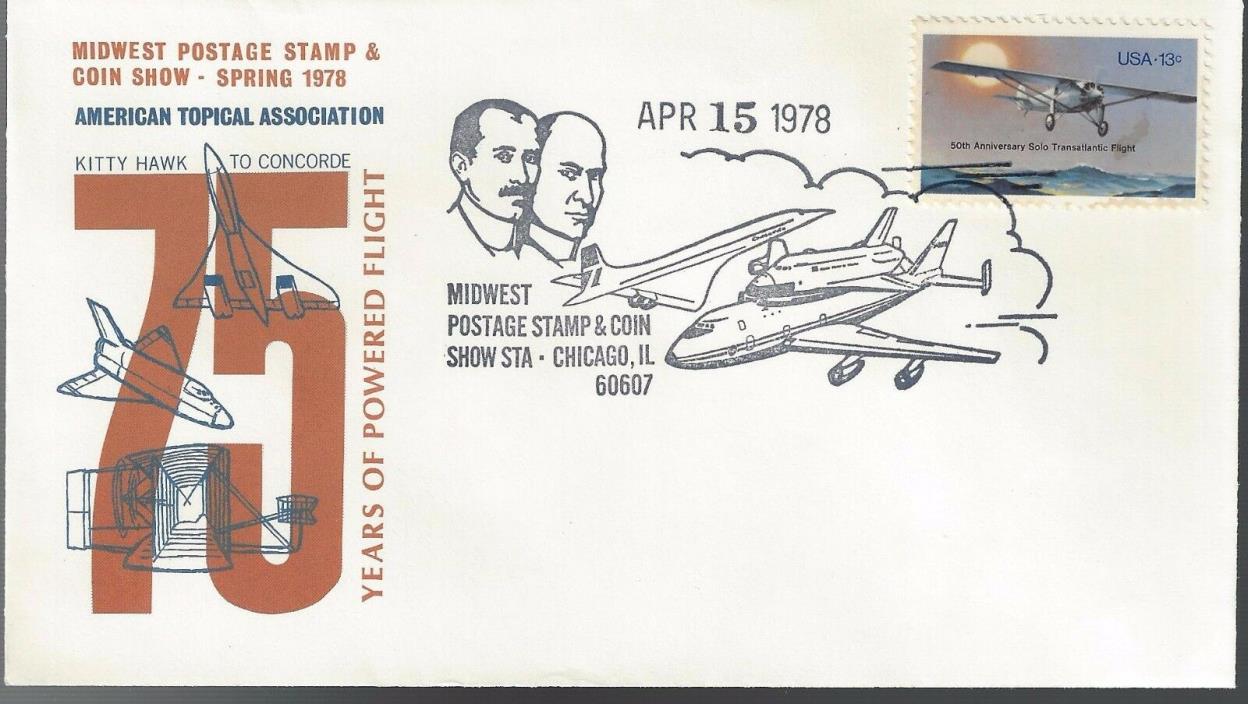 MIDWEST POSTAGE STAMP &
COIN SHOW - SPRING 1978
AMERICAN TOPICAL ASSOCIATION
KITTY HAWK TO CONCORDE
75
YEARS OF POWERED FLIGHT
APR 15 1978
MIDWEST
POSTAGE STAMP & COIN
SHOW STA · CHICAGO, IL
60607
USA·13c
50th Anniversary Solo Transatlantic Flight